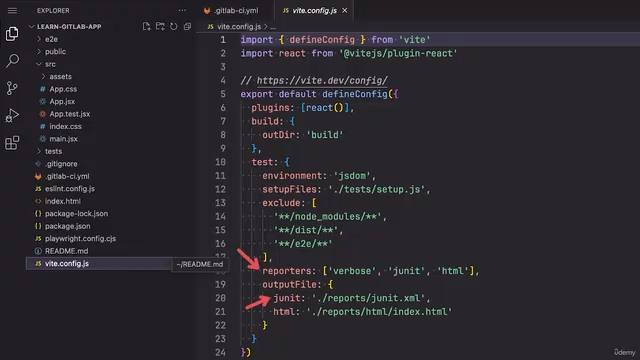 EXPLORER
LEARN-GITLAB-APP
e2e
public
src
assets
App.css
App.jsx
App.test.jsx
index.css
main.jsx
tests
.gitignore
.gitlab-ci.yml
eslint.config.js
index.html
package-lock.json
package.json
playwright.config.cjs
README.md
vite.config.js
~/README.md
.gitlab-ci.yml
vite.config.js
vite.config.js > ...
1 import { defineConfig } from 'vite'
2 import react from '@vitejs/plugin-react'
4 // https://vite.dev/config/
5 export default defineConfig({
6 plugins: [react()],
7 build: {
8 outDir: 'build'
9 },
10 test: {
11 environment: 'jsdom',
12 setupFiles: './tests/setup.js',
13 exclude: [
14 '**/node_modules/**',
15 '**/dist/**',
16 '**/e2e/**'
],
reporters: ['verbose', 'junit', 'html'],
19 outputFile: {
20 junit: './reports/junit.xml',
21 html: './reports/html/index.html'
22 }
23 }
24 })
ûdemy